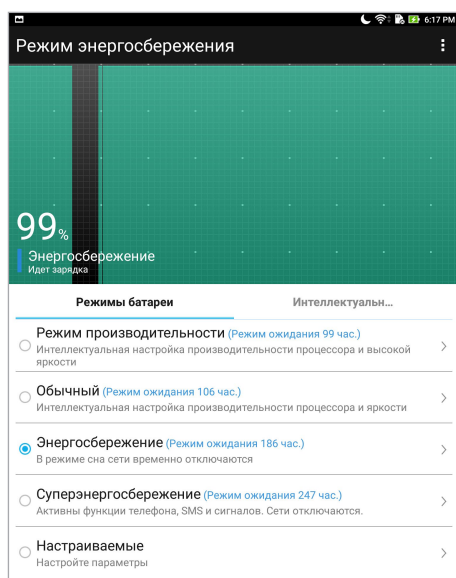 6:17 PM
Режим энергосбережения
99%
Энергосбережение
Идет зарядка
Режимы батареи
Интеллектуальн...
Режим производительности (Режим ожидания 99 час.)
Интеллектуальная настройка производительности процессора и высокой
яркости
Обычный (Режим ожидания 106 час.)
Интеллектуальная настройка производительности процессора и яркости
Энергосбережение (Режим ожидания 186 час.)
В режиме сна сети временно отключаются
Суперэнергосбережение (Режим ожидания 247 час.)
Активны функции телефона, SMS и сигналов. Сети отключаются.
Настраиваемые
Настройте параметры